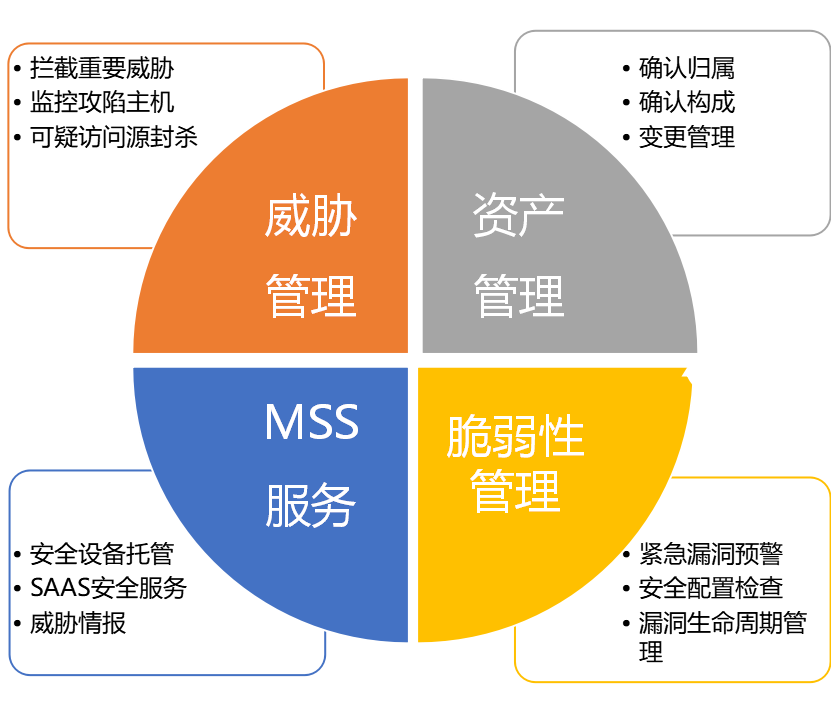 • 拦截重要威胁
• 监控攻陷主机
• 可疑访问源封杀
• 确认归属
• 确认构成
• 变更管理
威胁
管理
资产
管理
MSS
服务
脆弱性
管理
• 安全设备托管
• SAAS安全服务
• 威胁情报
• 紧急漏洞预警
• 安全配置检查
• 漏洞生命周期管
理